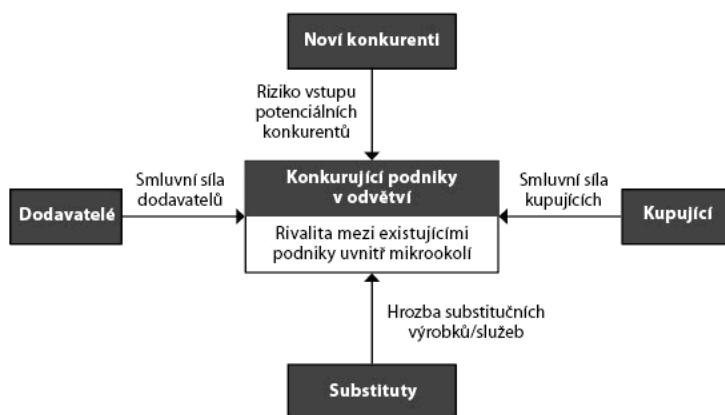 Noví konkurenti
Riziko vstupu
potenciálních
konkurentů
Smluvní síla
dodavatelů
Konkurující podniky
v odvětví
Smluvní síla
kupujících
Dodavatelé
Kupující
Rivalita mezi existujícími
podniky uvnitř mikrookolí
Hrozba substitučních
výrobků/služeb
Substituty